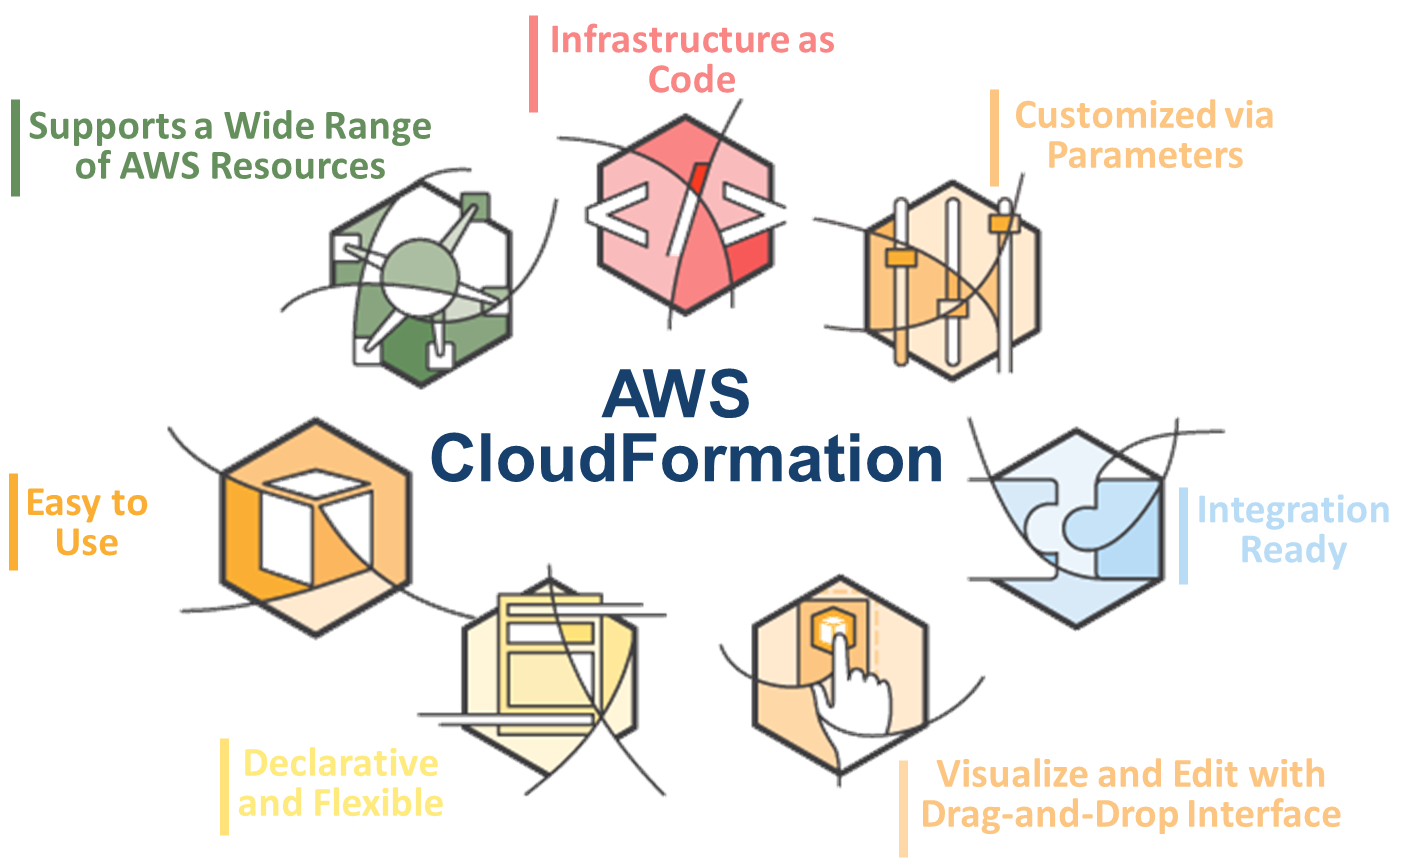 Infrastructure as
Code
Supports a Wide Range
of AWS Resources
Customized via
Parameters
AWS
CloudFormation
Easy to
Use
Integration
Ready
Declarative
and Flexible
Visualize and Edit with
Drag-and-Drop Interface